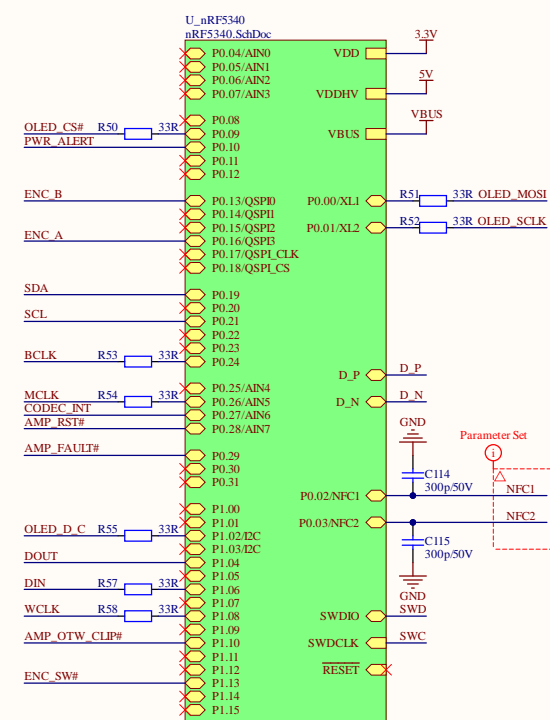 U_nRF5340
nRF5340.SchDoc
P0.04/AIN0
P0.05/AIN1
P0.06/AIN2
P0.07/AIN3
P0.08
OLED_CS# R50 33R P0.09
PWR_ALERT P0.10
P0.11
P0.12
ENC_B P0.13/QSPI0
P0.14/QSPI1
P0.15/QSPI2
ENC_A P0.16/QSPI3
P0.17/QSPI_CLK
P0.18/QSPI_CS
SDA P0.19
P0.20
SCL P0.21
P0.22
P0.23
BCLK R53 33R P0.24
P0.25/AIN4
MCLK R54 33R P0.26/AIN5
CODEC_INT P0.27/AIN6
AMP_RST# P0.28/AIN7
AMP_FAULT# P0.29
P0.30
P0.31
P1.00
P1.01
OLED_D_C R55 33R P1.02/I2C
P1.03/I2C
DOUT P1.04
P1.05
DIN R57 33R P1.06
P1.07
WCLK R58 33R P1.08
P1.09
AMP_OTW_CLIP# P1.10
P1.11
P1.12
ENC_SW# P1.13
P1.14
P1.15
3.3V
VDD
5V
VDDHV
VBUS
VBUS
P0.00/XL1 R51 33R OLED_MOSI
P0.01/XL2 R52 33R OLED_SCLK
D_P D_P
D_N D_N
GND
Parameter Set
i
C114
300p/50V
P0.02/NFC1 NFC1
P0.03/NFC2 NFC2
C115
300p/50V
GND
SWDIO SWD
SWDCLK SWC
RESET